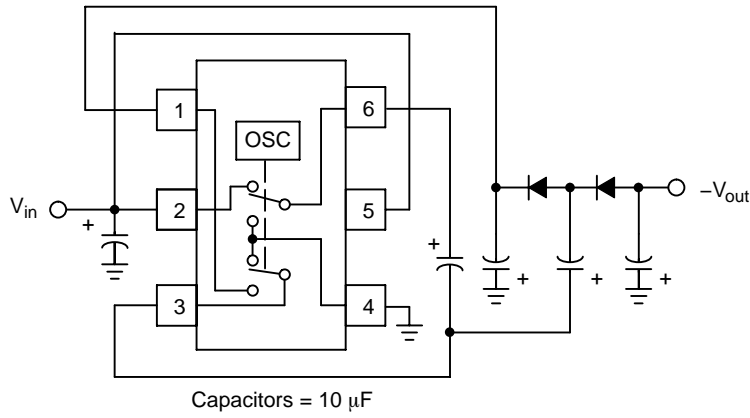 1
6
OSC
V_in
+
2
5
−V_out
+
+
+
+
3
4
Capacitors = 10 μF